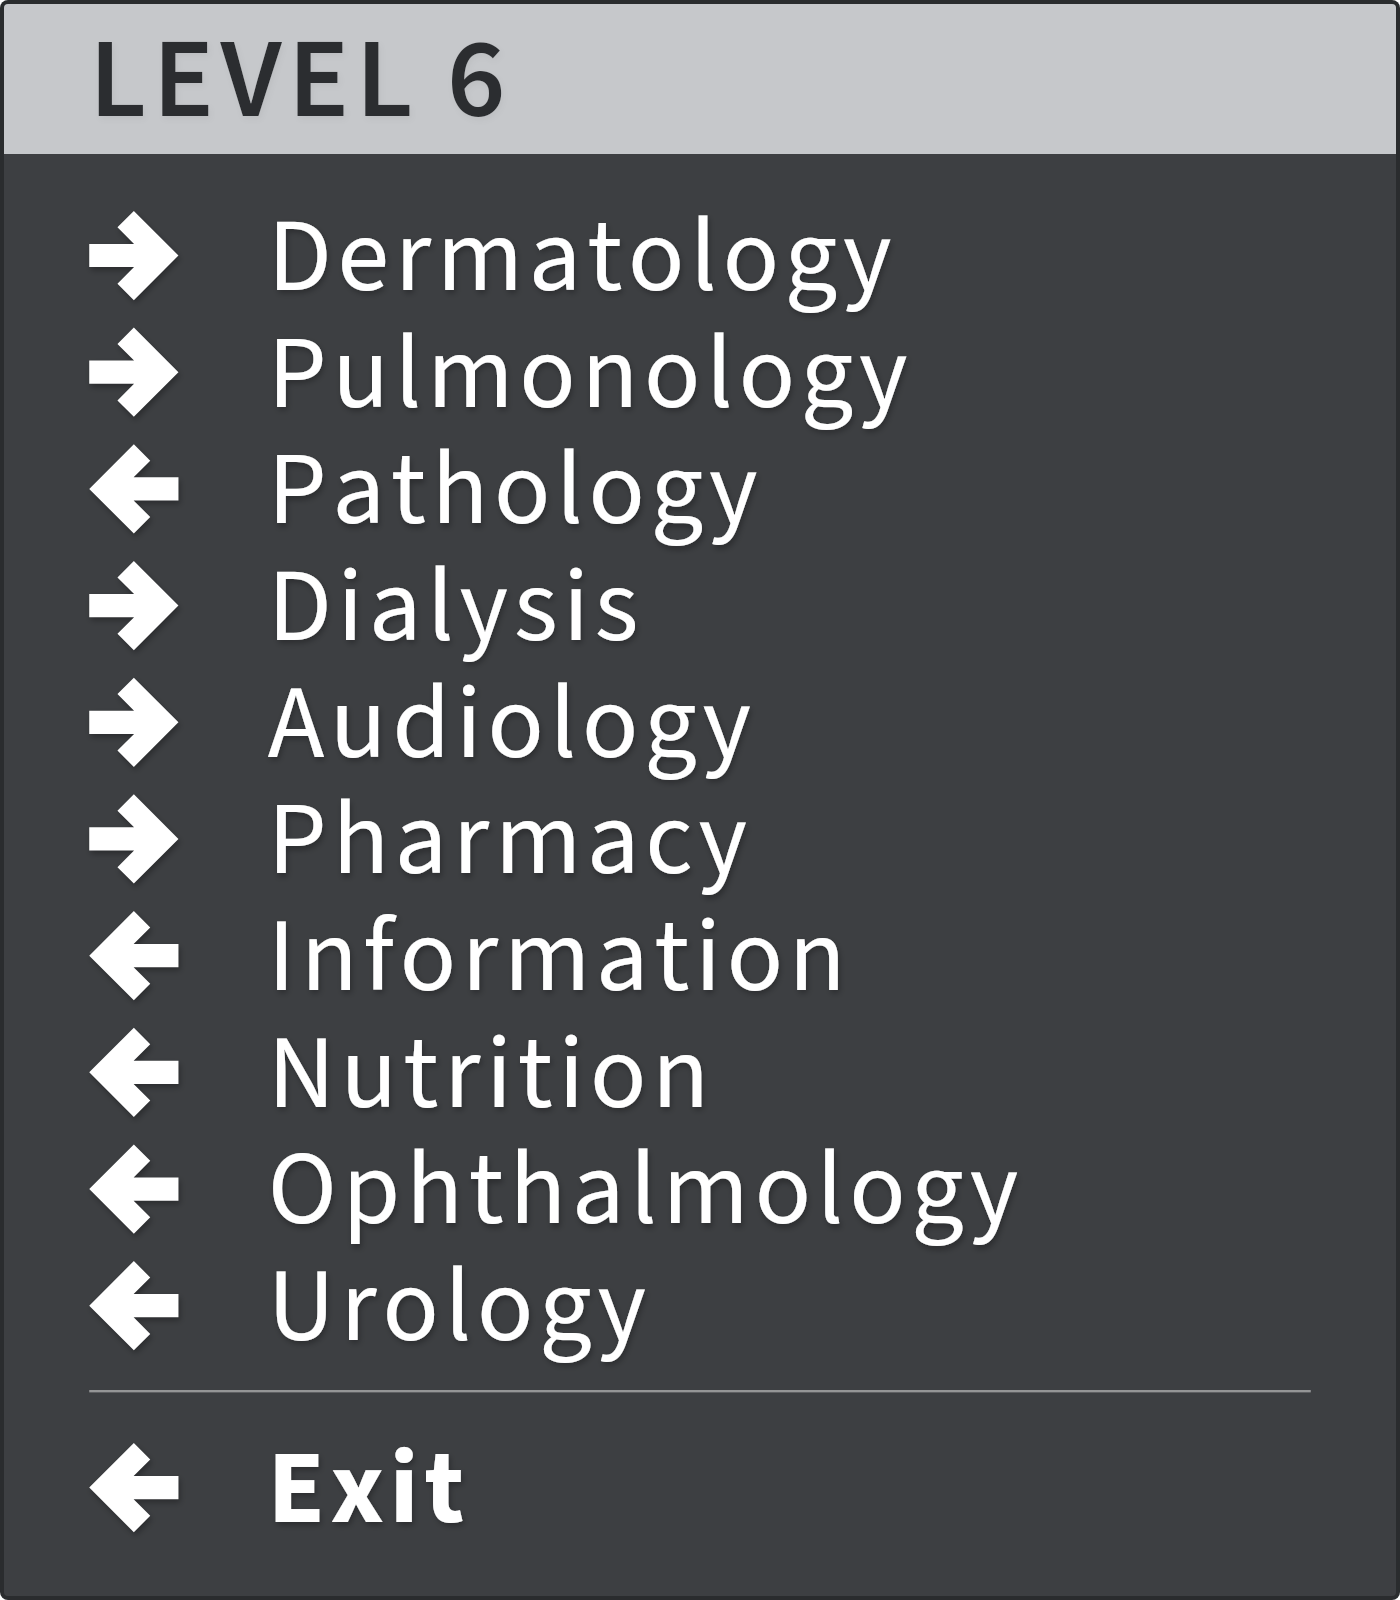 LEVEL 6
Dermatology
Pulmonology
Pathology
Dialysis
Audiology
Pharmacy
Information
Nutrition
Ophthalmology
Urology
Exit